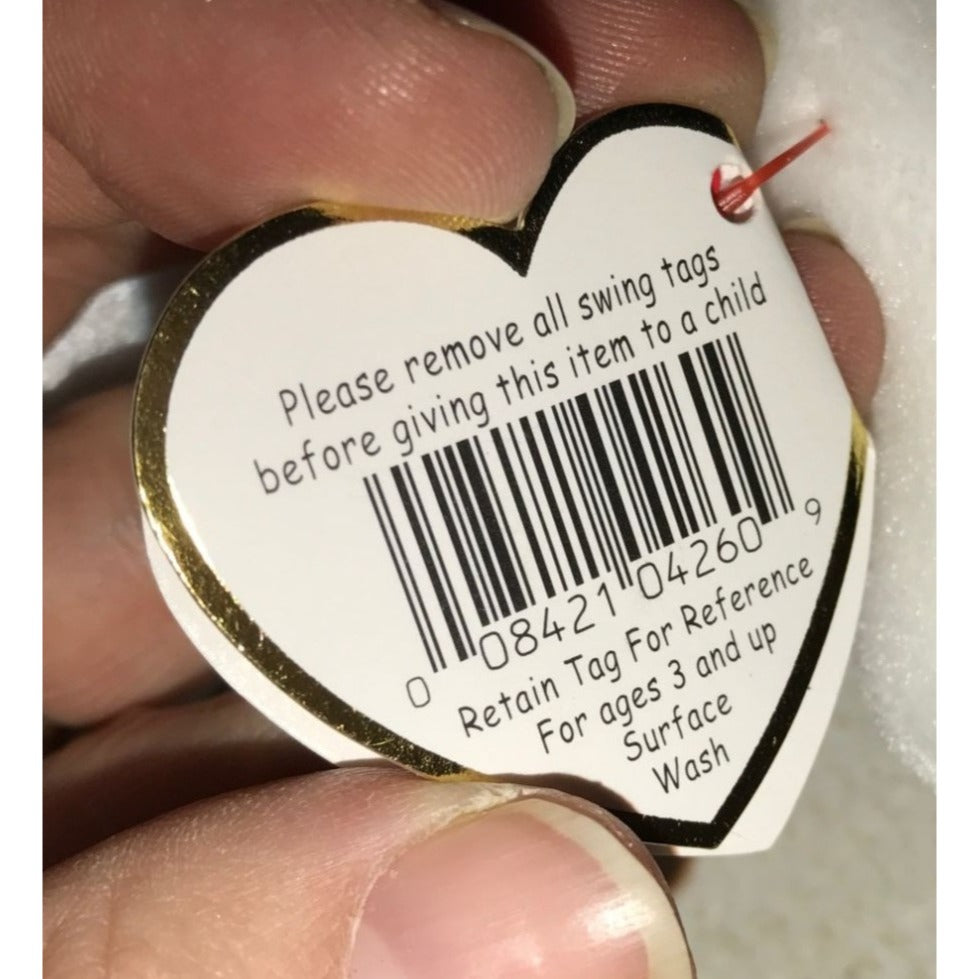 Please remove all swing tags
before giving this item to a child
0 08421 04260 9
Retain Tag For Reference
For ages 3 and up
Surface
Wash